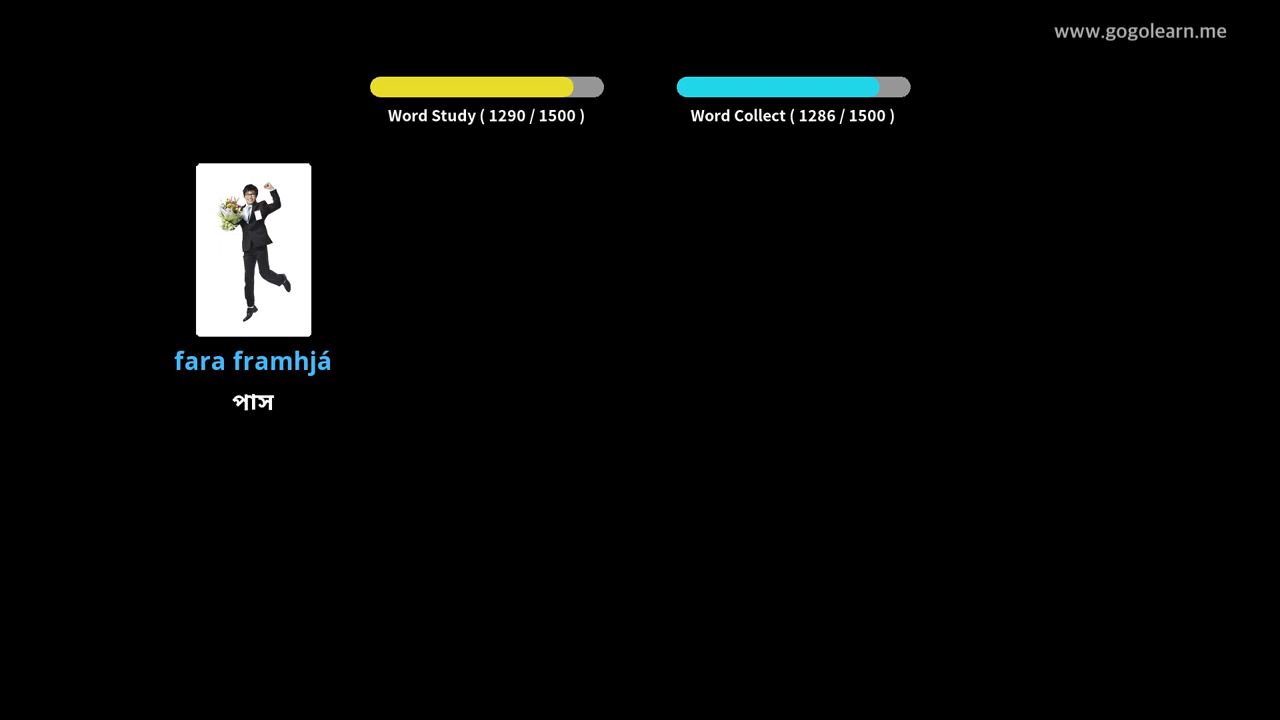 www.gogolearn.me
Word Study ( 1290 / 1500 )
Word Collect ( 1286 / 1500 )
fara framhjá
পাস